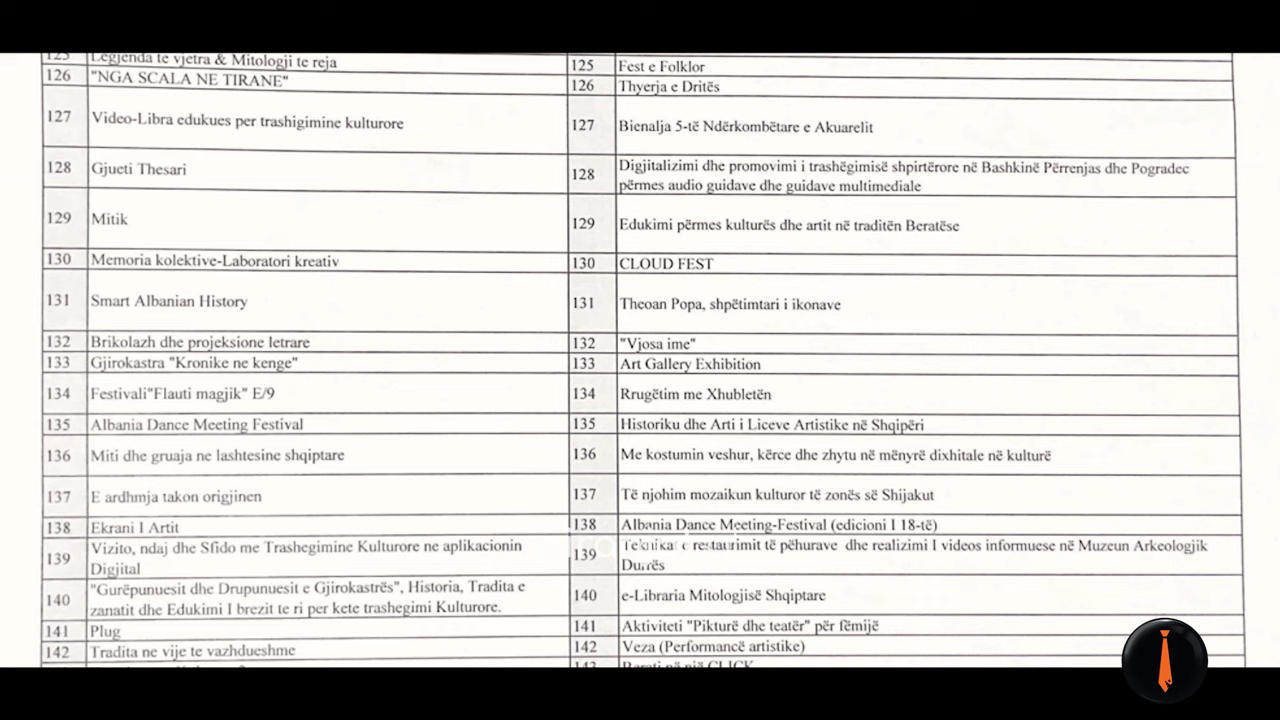 125 Legjenda te vjetra & Mitologji te reja
125 Fest e Folklor
126 "NGA SCALA NE TIRANE"
126 Thyerja e Dritës
127 Video-Libra edukues per trashigimine kulturore
127 Bienalja 5-të Ndërkombëtare e Akuarelit
128 Gjueti Thesari
128 Digjitalizimi dhe promovimi i trashëgimisë shpirtërore në Bashkinë Përrenjas dhe Pogradec
përmes audio guidave dhe guidave multimediale
129 Mitik
129 Edukimi përmes kulturës dhe artit në traditën Beratëse
130 Memoria kolektive-Laboratori kreativ
130 CLOUD FEST
131 Smart Albanian History
131 Theoan Popa, shpëtimtari i ikonave
132 Brikolazh dhe projeksione letrare
132 "Vjosa ime"
133 Gjirokastra "Kronike ne kenge"
133 Art Gallery Exhibition
134 Festivali"Flauti magjik" E/9
134 Rrugëtim me Xhubletën
135 Albania Dance Meeting Festival
135 Historiku dhe Arti i Liceve Artistike në Shqipëri
136 Miti dhe gruaja ne lashtesine shqiptare
136 Me kostumin veshur, kërce dhe zhytu në mënyrë dixhitale në kulturë
137 E ardhmja takon origjinen
137 Të njohim mozaikun kulturor të zonës së Shijakut
138 Ekrani I Artit
138 Albania Dance Meeting-Festival (edicioni I 18-të)
139 Vizito, ndaj dhe Sfido me Trashegimine Kulturore ne aplikacionin
Digjital
139 Teknikat e restaurimit të pëhurave dhe realizimi I videos informuese në Muzeun Arkeologjik
Durrës
140 "Gurëpunuesit dhe Drupunuesit e Gjirokastrës", Historia, Tradita e
zanatit dhe Edukimi I brezit te ri per kete trashegimi Kulturore.
140 e-Libraria Mitologjisë Shqiptare
141 Plug
141 Aktiviteti "Pikturë dhe teatër" për fëmijë
142 Tradita ne vije te vazhdueshme
142 Veza (Performancë artistike)
143